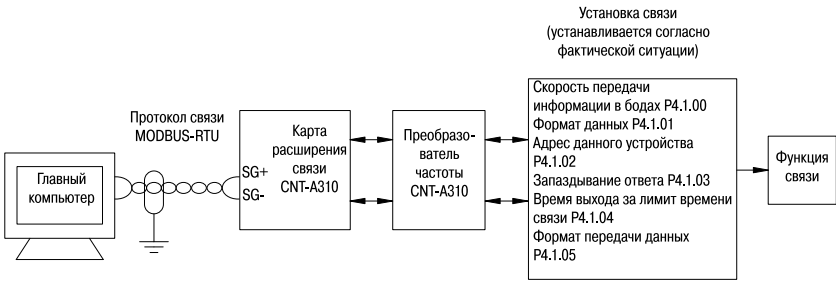 Установка связи
(устанавливается согласно
фактической ситуации)
Протокол связи
MODBUS-RTU
Главный
компьютер
SG+
SG-
Карта
расширения
связи
CNT-A310
Преобразо-
ватель
частоты
CNT-A310
Скорость передачи
информации в бодах P4.1.00
Формат данных P4.1.01
Адрес данного устройства
P4.1.02
Запаздывание ответа P4.1.03
Время выхода за лимит времени
связи P4.1.04
Формат передачи данных
P4.1.05
Функция
связи